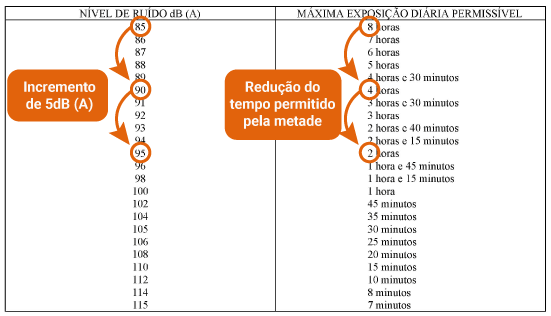 NÍVEL DE RUÍDO dB (A) MÁXIMA EXPOSIÇÃO DIÁRIA PERMISSÍVEL
85 8 horas
86 7 horas
87 6 horas
88 5 horas
89 4 horas e 30 minutos
90 4 horas
91 3 horas e 30 minutos
92 3 horas
93 2 horas e 40 minutos
94 2 horas e 15 minutos
95 2 horas
96 1 hora e 45 minutos
98 1 hora e 15 minutos
100 1 hora
102 45 minutos
104 35 minutos
105 30 minutos
106 25 minutos
108 20 minutos
110 15 minutos
112 10 minutos
114 8 minutos
115 7 minutos
Incremento
de 5dB (A)
Redução do
tempo permitido
pela metade